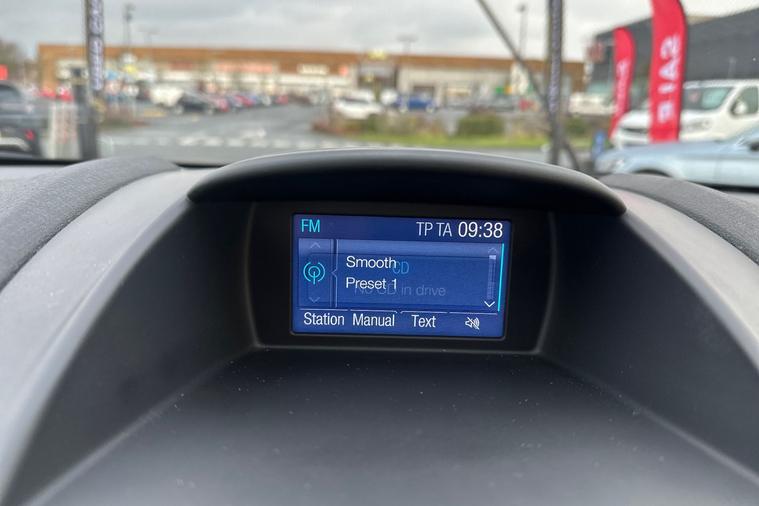 FM TP TA 09:38
Smooth
CD
Preset 1
No CD in drive
Station Manual Text
SALE